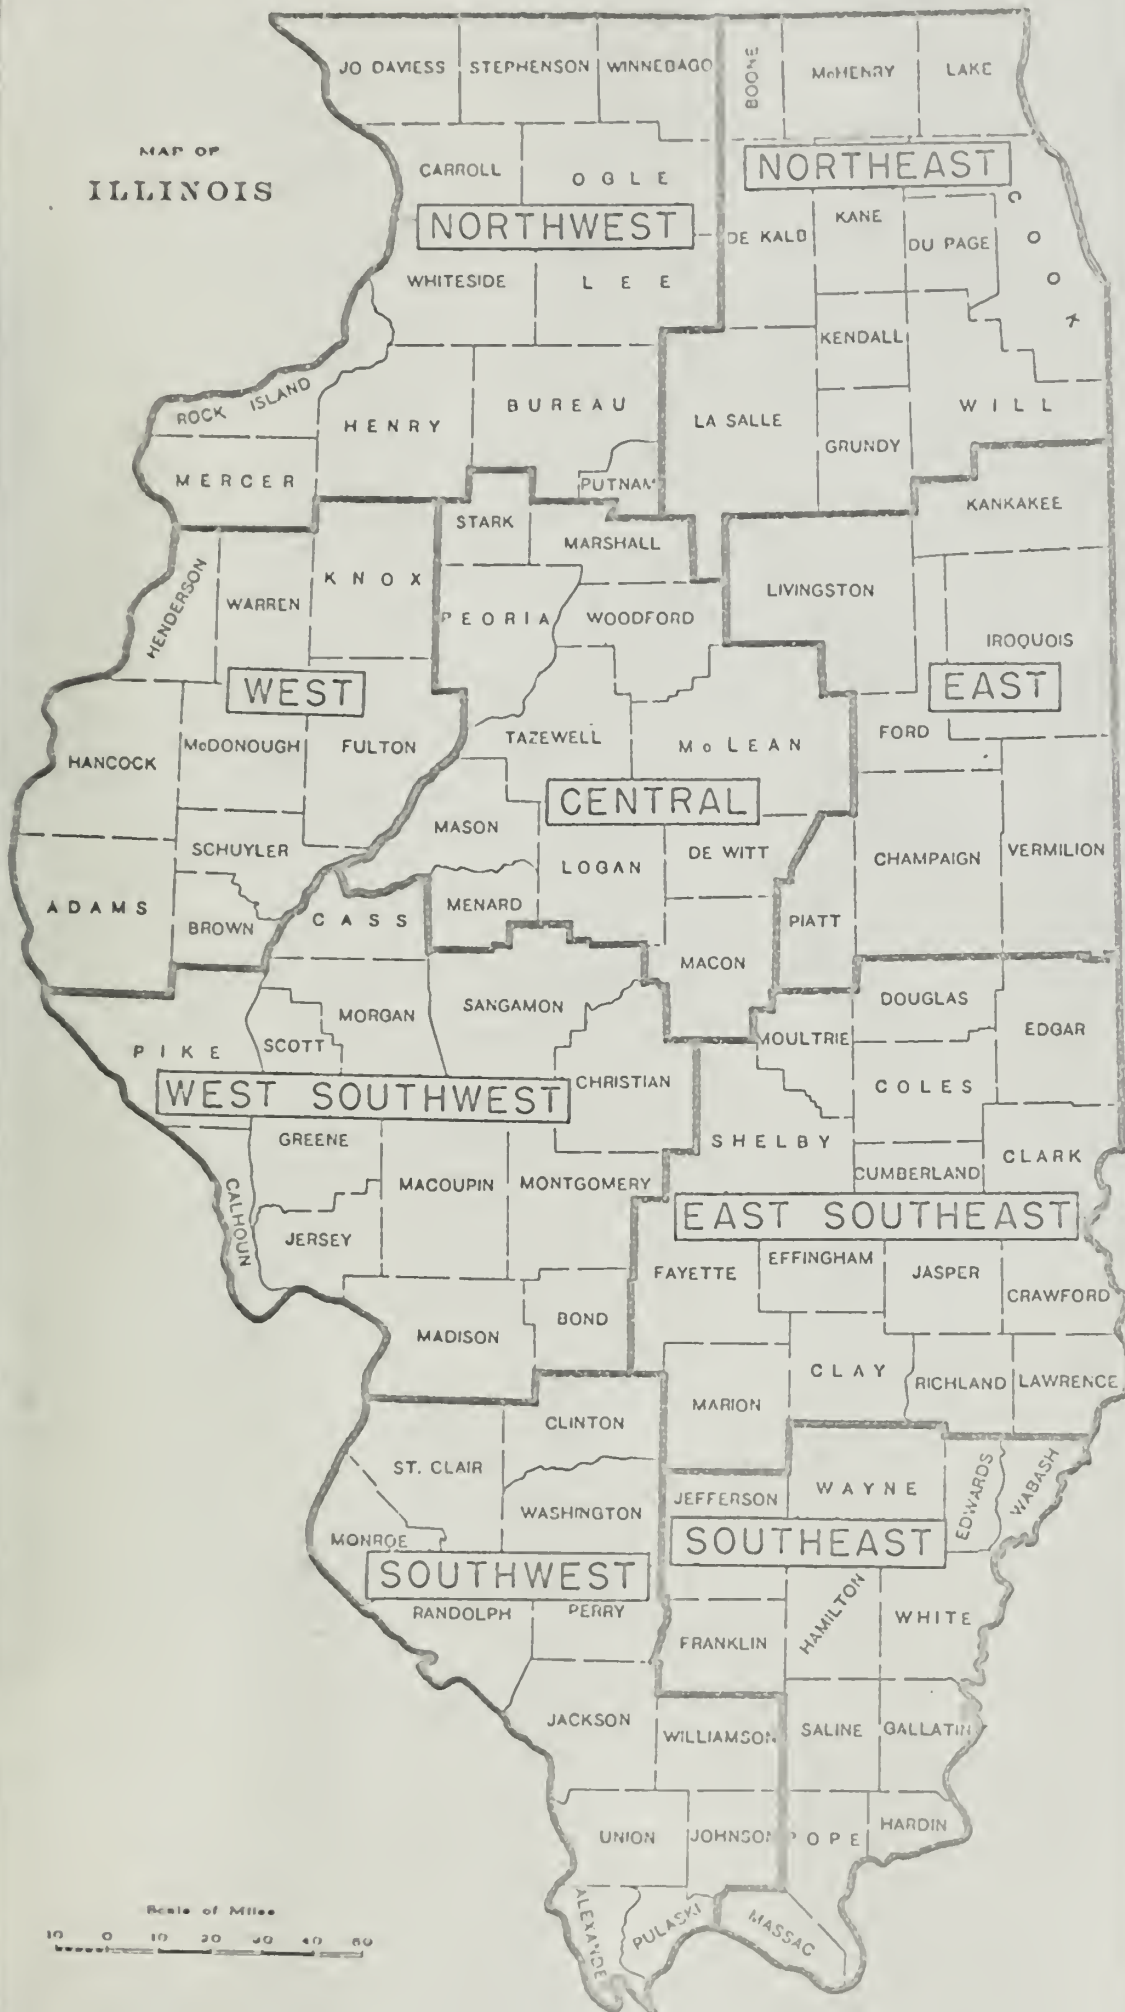 MAP OF
ILLINOIS
JO DAVIESS
STEPHENSON
WINNEBAGO
BOONE
McHENRY
LAKE
CARROLL
OGLE
NORTHEAST
NORTHWEST
DE KALB
KANE
DU PAGE
COOK
WHITESIDE
LEE
KENDALL
ROCK ISLAND
HENRY
BUREAU
LA SALLE
GRUNDY
WILL
MERCER
PUTNAM
KANKAKEE
STARK
MARSHALL
HENDERSON
WARREN
KNOX
PEORIA
WOODFORD
LIVINGSTON
IROQUOIS
WEST
EAST
HANCOCK
McDONOUGH
FULTON
TAZEWELL
McLEAN
FORD
CENTRAL
MASON
SCHUYLER
LOGAN
DE WITT
CHAMPAIGN
VERMILION
ADAMS
BROWN
CASS
MENARD
PIATT
MACON
SANGAMON
MORGAN
SCOTT
DOUGLAS
MOULTRIE
EDGAR
PIKE
CHRISTIAN
COLES
WEST SOUTHWEST
GREENE
SHELBY
CLARK
CUMBERLAND
CALHOUN
MACOUPIN
MONTGOMERY
EAST SOUTHEAST
JERSEY
FAYETTE
EFFINGHAM
JASPER
CRAWFORD
MADISON
BOND
CLAY
RICHLAND
LAWRENCE
MARION
CLINTON
ST. CLAIR
WASHINGTON
JEFFERSON
WAYNE
EDWARDS
WABASH
MONROE
SOUTHEAST
SOUTHWEST
RANDOLPH
PERRY
FRANKLIN
HAMILTON
WHITE
JACKSON
WILLIAMSON
SALINE
GALLATIN
UNION
JOHNSON
POPE
HARDIN
ALEXANDE
PULASKI
MASSAC
Scale of Miles
10 0 10 20 30 40 50